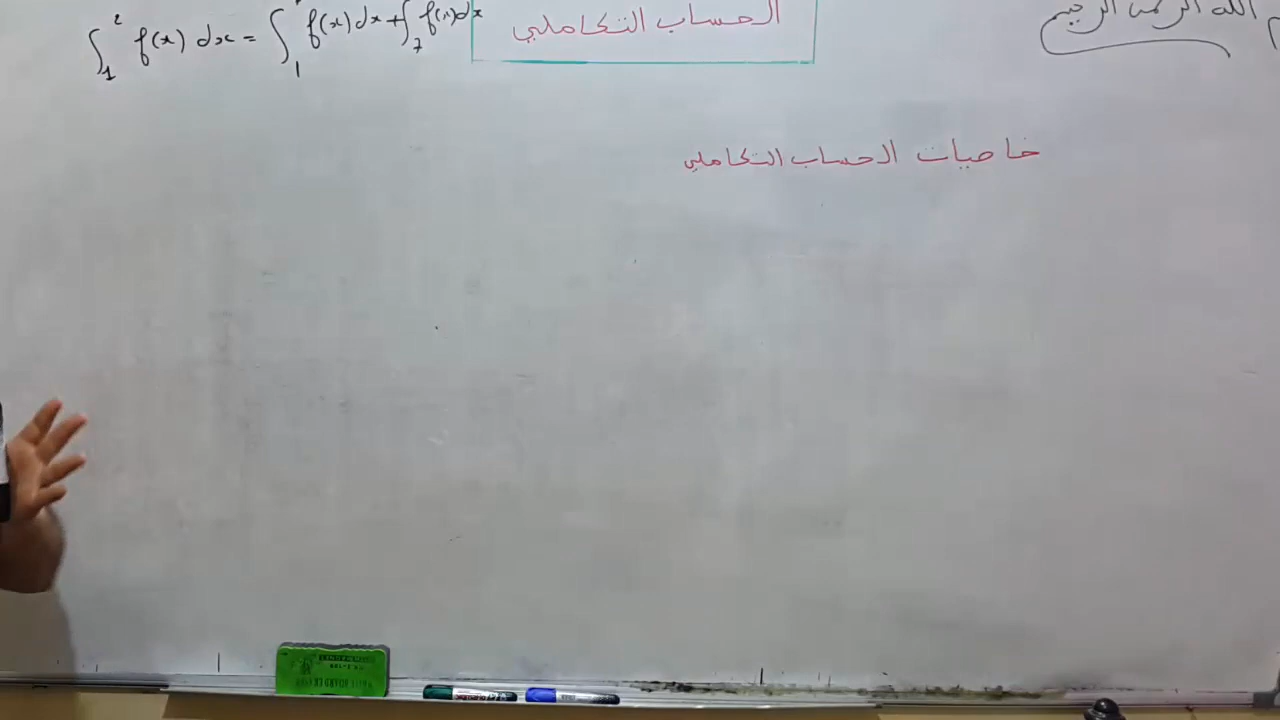 الله الرحمن الرحيم
الحساب التكاملي
∫₁² f(x) dx = ∫₁ f(x) dx + ∫₇ f(x) dx
خاصيات الحساب التكاملي